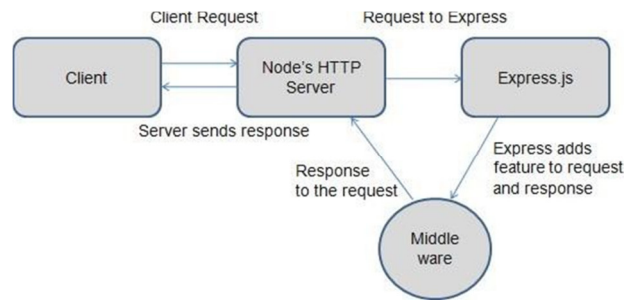 Client Request
Request to Express
Client
Node's HTTP
Server
Express.js
Server sends response
Response
to the request
Express adds
feature to request
and response
Middle
ware